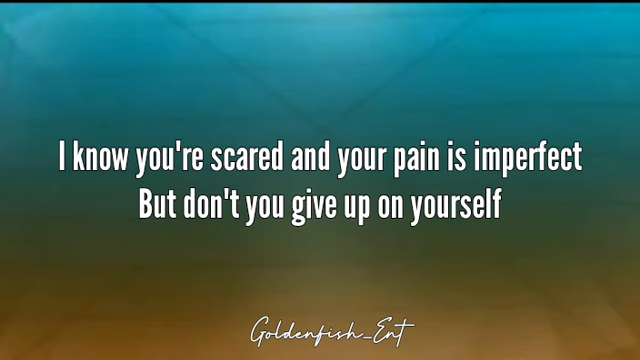 I know you're scared and your pain is imperfect
But don't you give up on yourself
Goldenfish_Ent